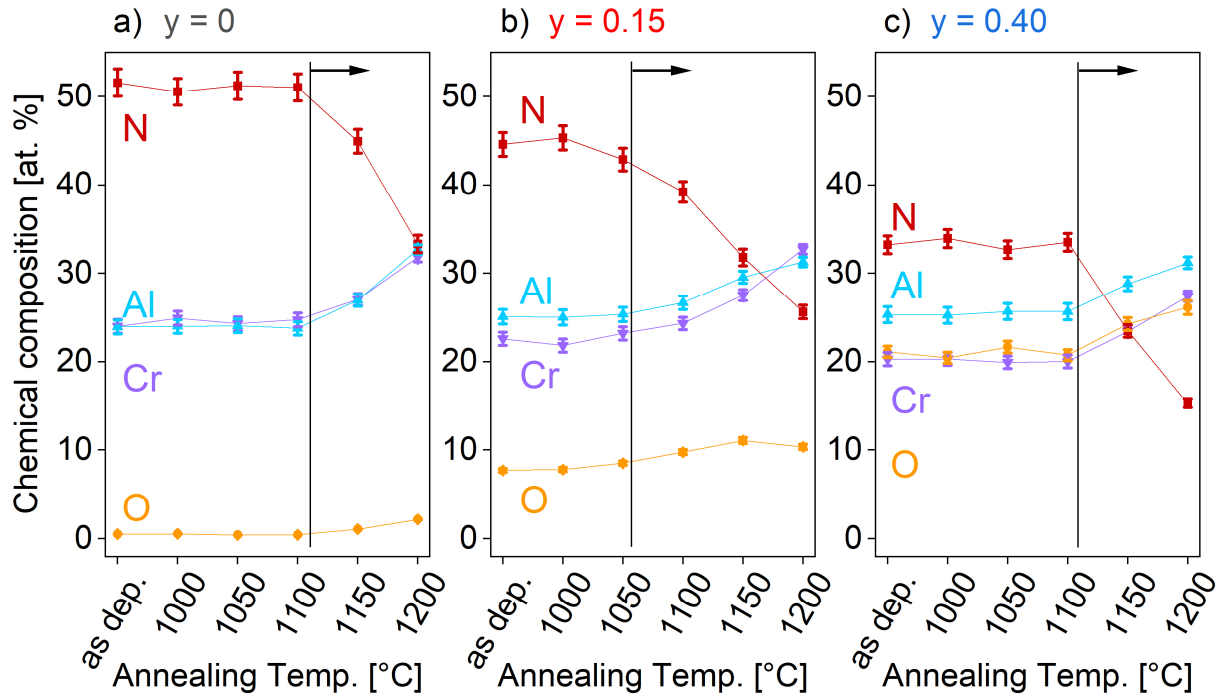 a) y = 0
b) y = 0.15
c) y = 0.40
Chemical composition [at. %]
50
40
30
20
10
0
N
Al
Cr
O
N
Al
Cr
O
N
Al
Cr
O
50
40
30
20
10
0
50
40
30
20
10
0
as dep.
1000
1050
1100
1150
1200
as dep.
1000
1050
1100
1150
1200
as dep.
1000
1050
1100
1150
1200
Annealing Temp. [°C]
Annealing Temp. [°C]
Annealing Temp. [°C]